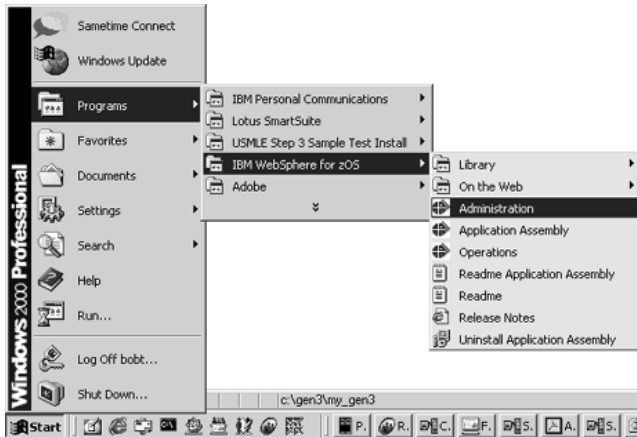 Sametime Connect
Windows Update
Programs
Favorites
Documents
Settings
Search
Help
Run...
Log Off bobt...
Shut Down...
Windows 2000 Professional
IBM Personal Communications
Lotus SmartSuite
USMLE Step 3 Sample Test Install
IBM WebSphere for zOS
Adobe
Library
On the Web
Administration
Application Assembly
Operations
Readme Application Assembly
Readme
Release Notes
Uninstall Application Assembly
c:\gen3\my_gen3
Start
P.
R.
C.
F.
S.
A.
S.